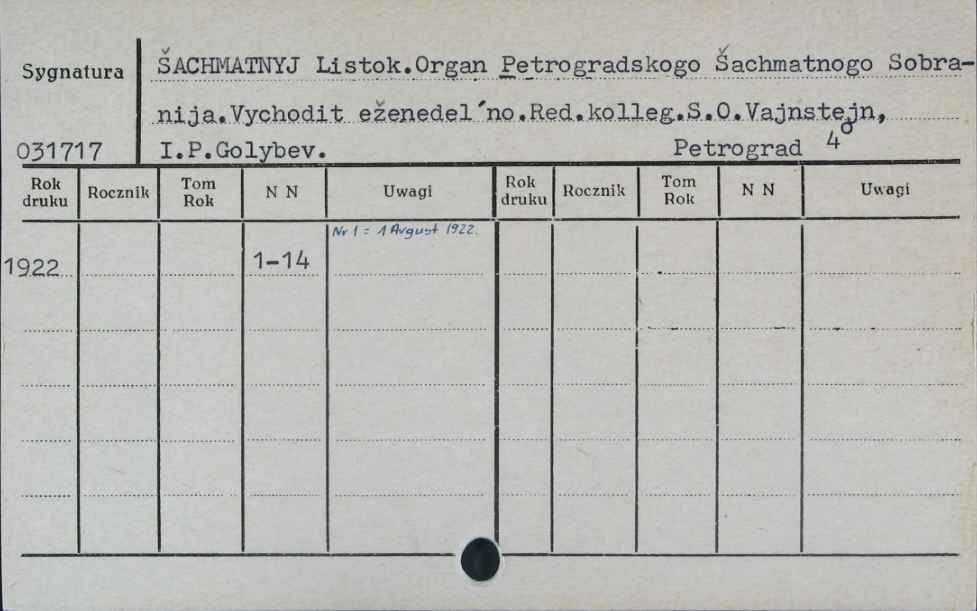 Sygnatura
ŠACHMATNYJ Listok.Organ Petrogradskogo Šachmatnogo Sobra-
nija.Vychodit eženedel´no.Red.kolleg.S.O.Vajnstejn,
031717 I.P.Golybev. Petrograd 4°
Rok druku Rocznik Tom Rok N N Uwagi Rok druku Rocznik Tom Rok N N Uwagi
Nr 1 = 1 Avgust 1922.
1922 1-14